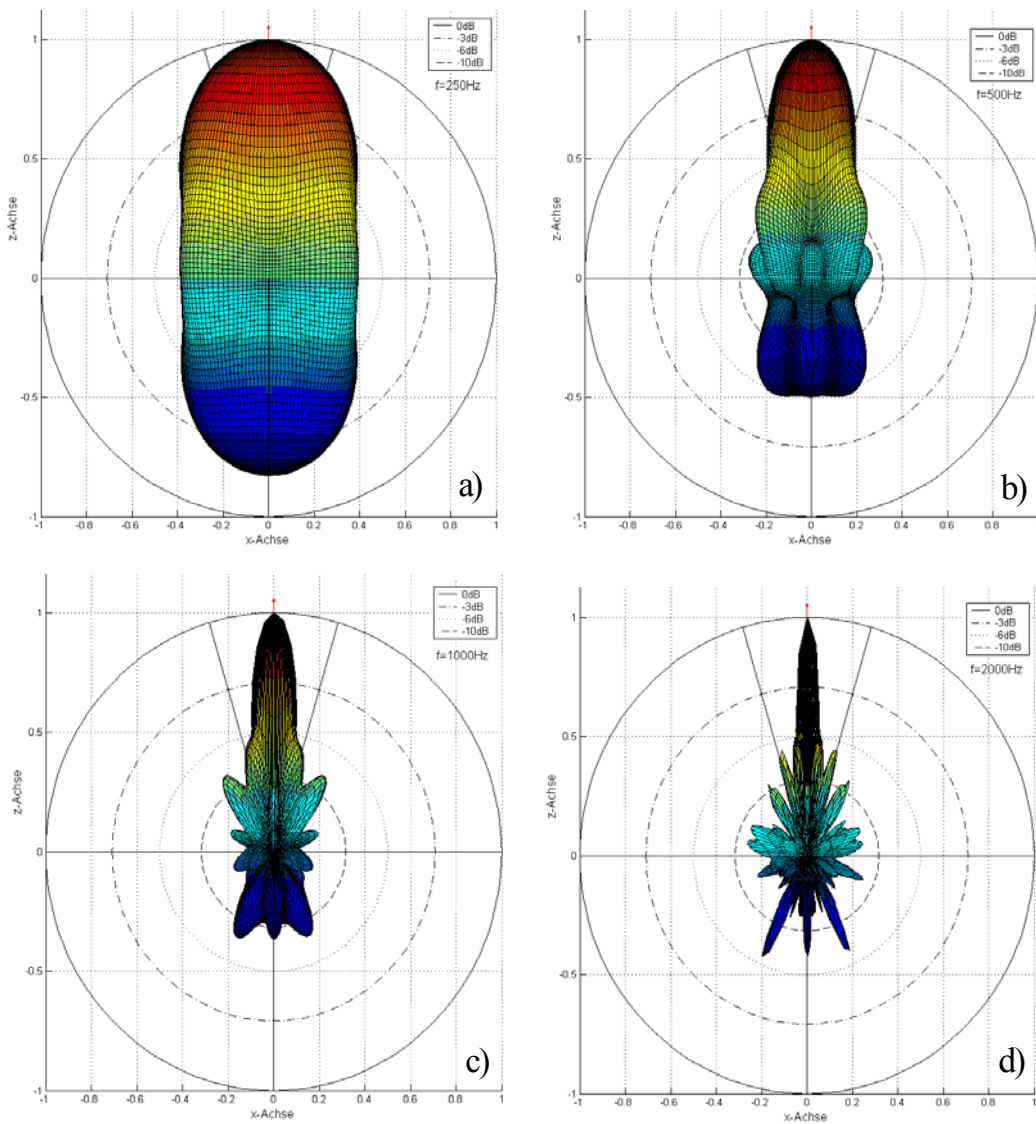 0dB
-3dB
-6dB
-10dB
f=250Hz
1
0.5
0
-0.5
-1
z-Achse
-1 -0.8 -0.6 -0.4 -0.2 0 0.2 0.4 0.6 0.8 1
x-Achse
a)
0dB
-3dB
-6dB
-10dB
f=500Hz
1
0.5
0
-0.5
-1
z-Achse
-1 -0.8 -0.6 -0.4 -0.2 0 0.2 0.4 0.6 0.8
x-Achse
b)
0dB
-3dB
-6dB
-10dB
f=1000Hz
1
0.5
0
-0.5
-1
z-Achse
-1 -0.8 -0.6 -0.4 -0.2 0 0.2 0.4 0.6 0.8 1
x-Achse
c)
0dB
-3dB
-6dB
-10dB
f=2000Hz
1
0.5
0
-0.5
-1
z-Achse
-1 -0.8 -0.6 -0.4 -0.2 0 0.2 0.4 0.6 0.8 1
x-Achse
d)